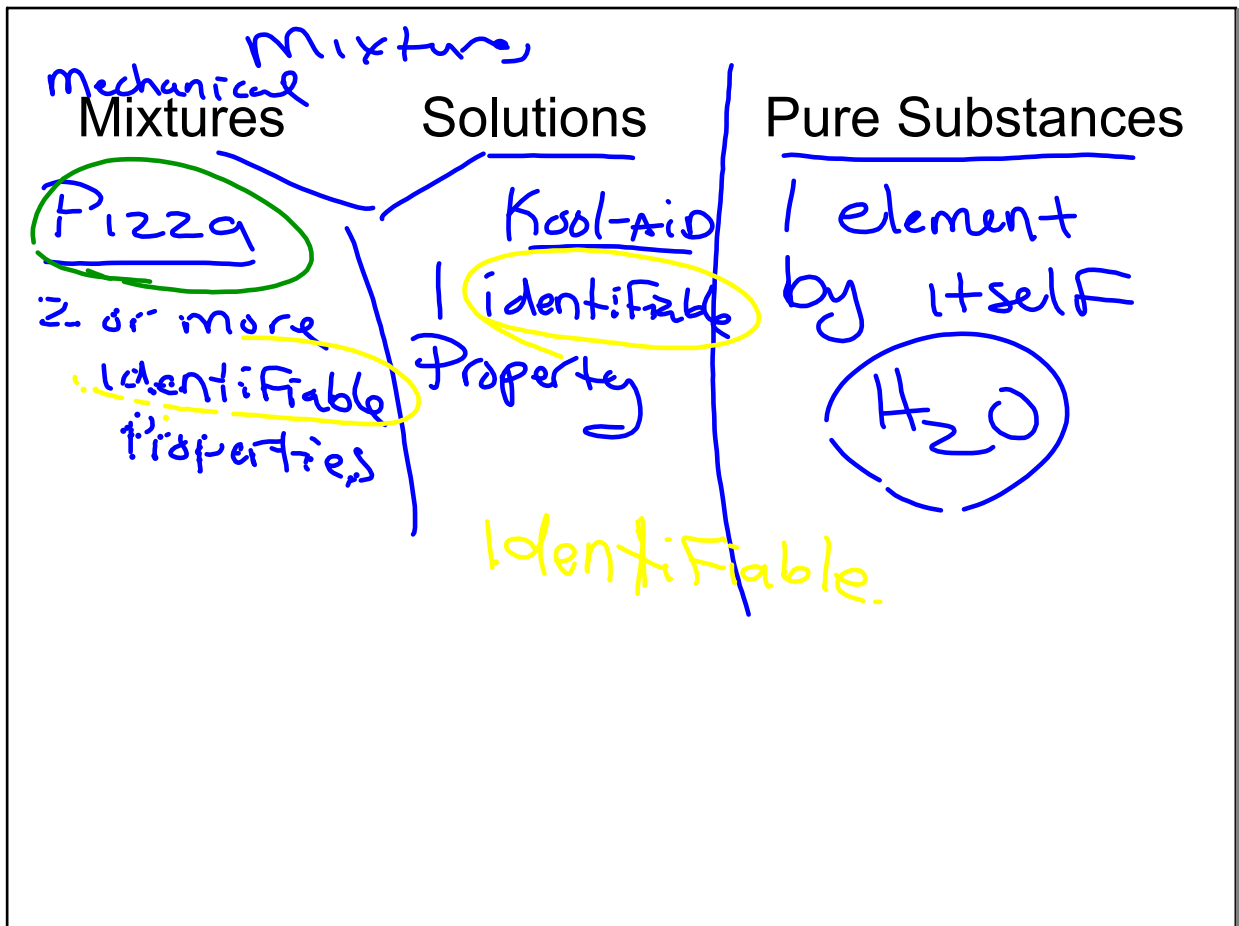 Mixtures
Mechanical
Mixtures
Pizza
2 or more
Identifiable
Properties
Solutions
Kool-AiD
1 identifiable
Property
Pure Substances
1 element
by itself
H₂O
Identifiable